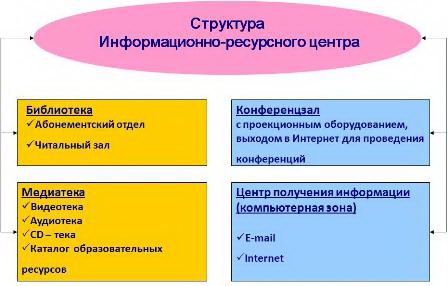 Структура
Информационно-ресурсного центра
Библиотека
✓Абонементский отдел
✓Читальный зал
Конференцзал
с проекционным оборудованием,
выходом в Интернет для проведения
конференций
Медиатека
✓Видеотека
✓Аудиотека
✓CD – тека
✓Каталог образовательных
ресурсов
Центр получения информации
(компьютерная зона)
✓E-mail
✓Internet